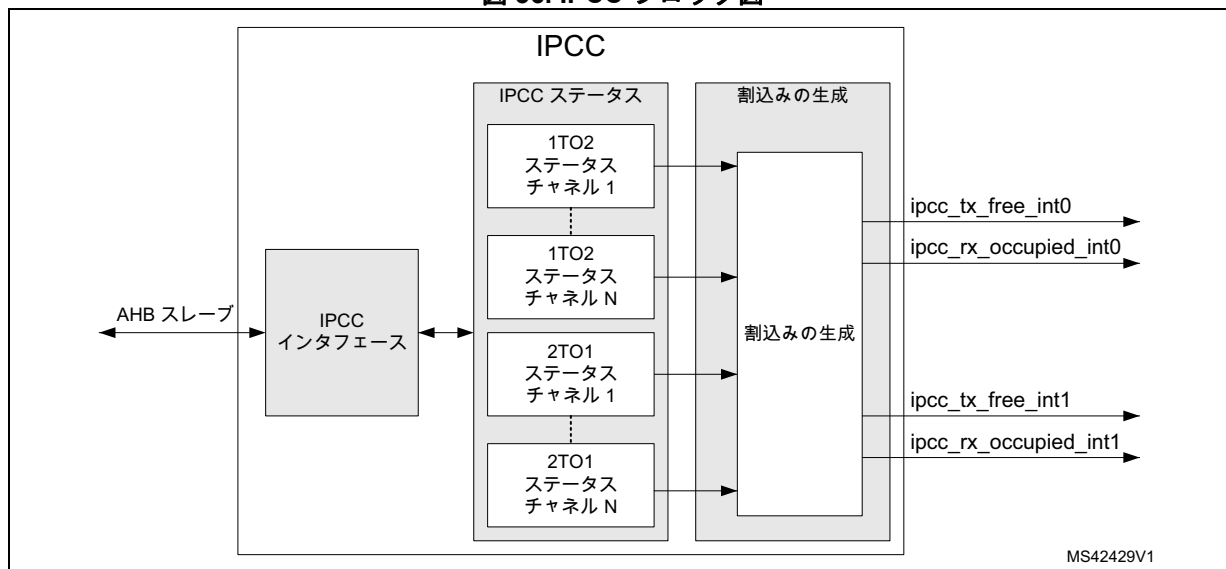 IPCC
IPCC ステータス
割込みの生成
1TO2
ステータス
チャネル 1
1TO2
ステータス
チャネル N
2TO1
ステータス
チャネル 1
2TO1
ステータス
チャネル N
AHB スレーブ
IPCC
インタフェース
割込みの生成
ipcc_tx_free_int0
ipcc_rx_occupied_int0
ipcc_tx_free_int1
ipcc_rx_occupied_int1
MS42429V1